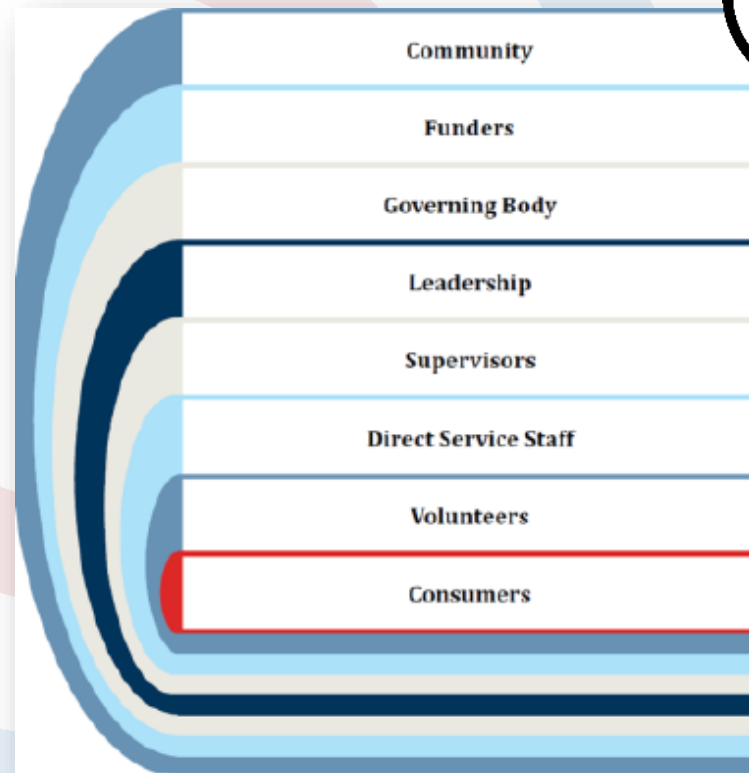 Community
Funders
Governing Body
Leadership
Supervisors
Direct Service Staff
Volunteers
Consumers